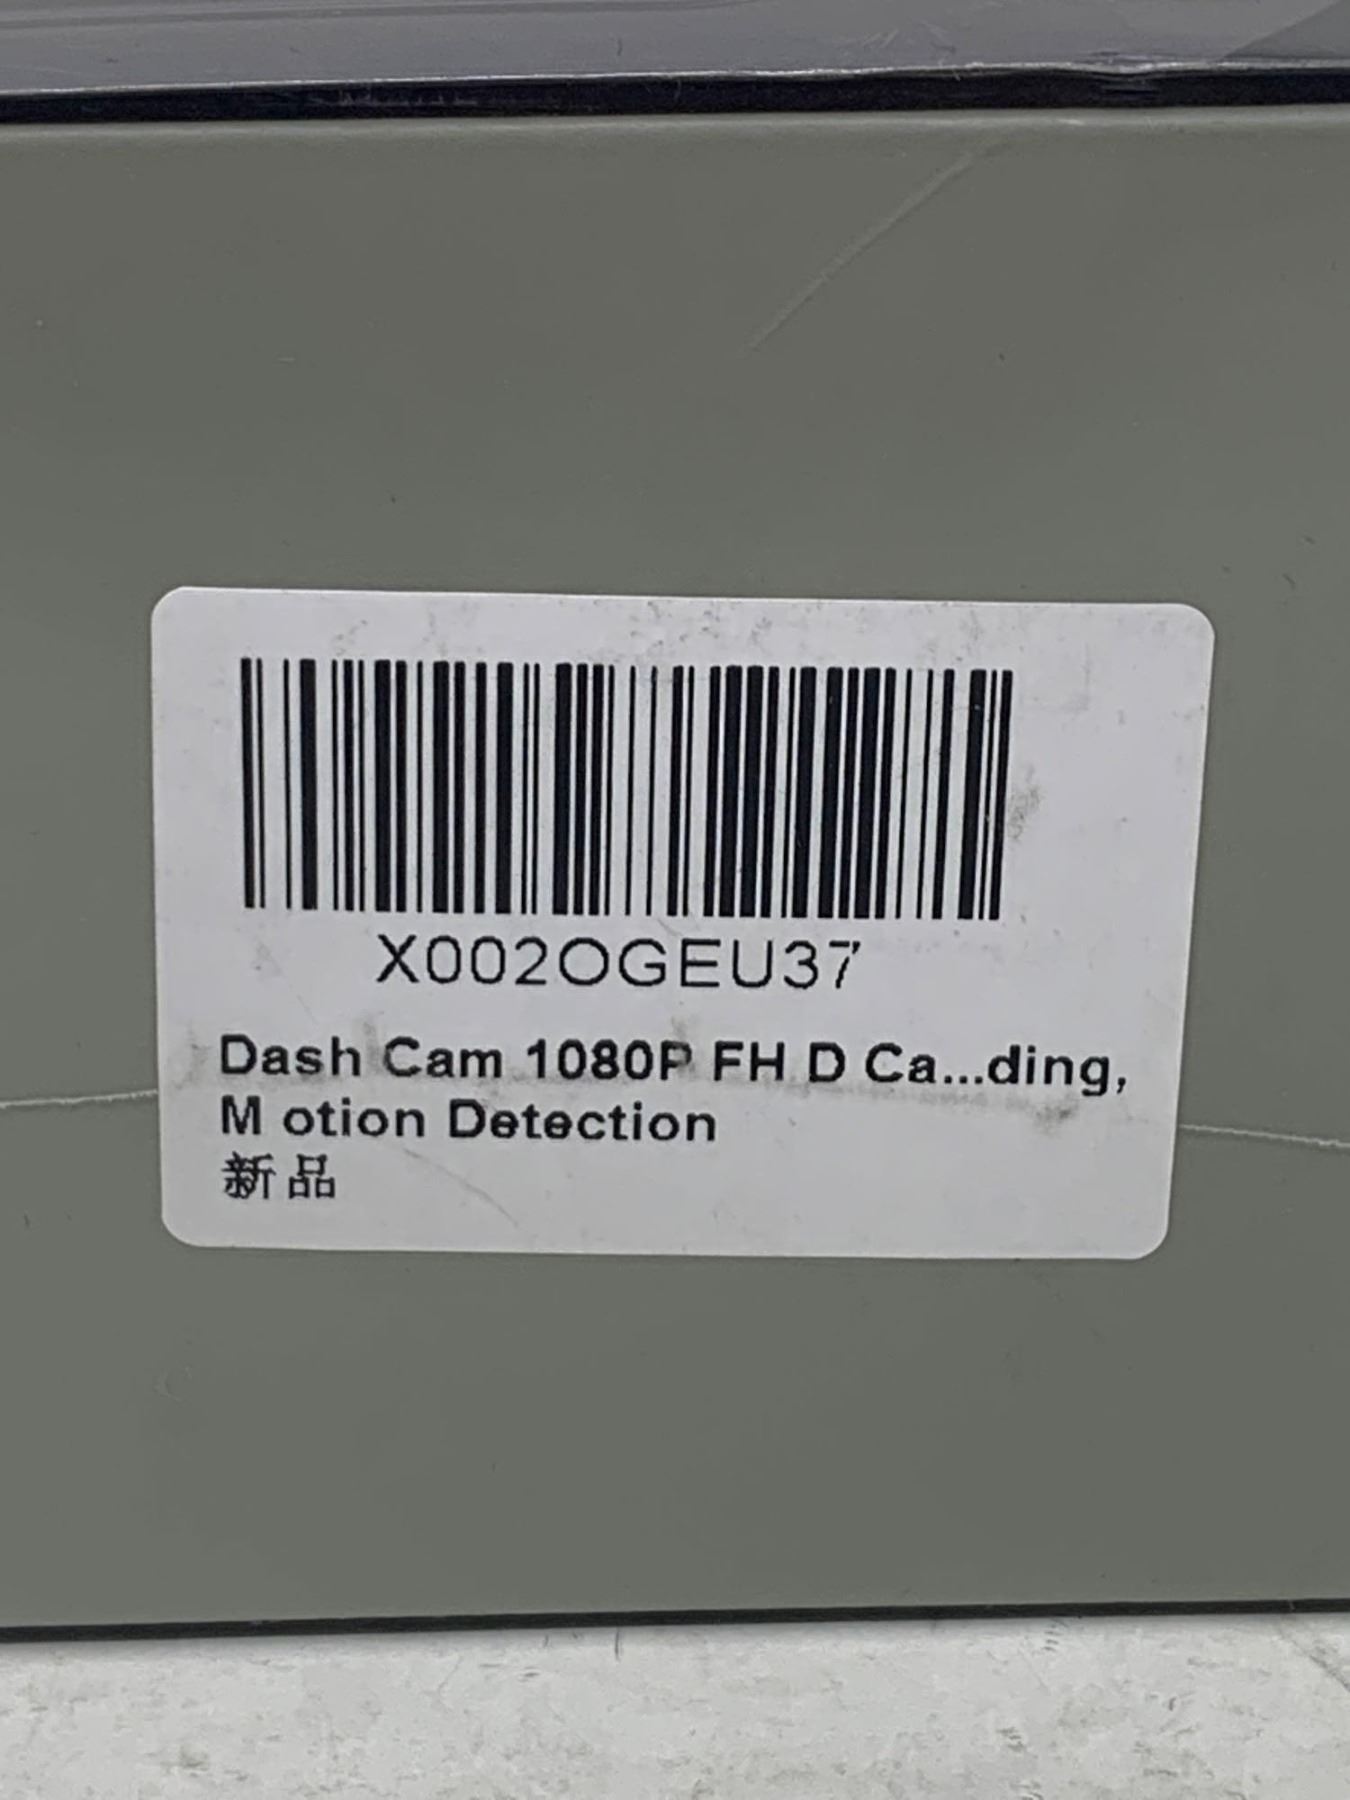 X002OGEU37
Dash Cam 1080P FH D Ca...ding,
M otion Detection
新品